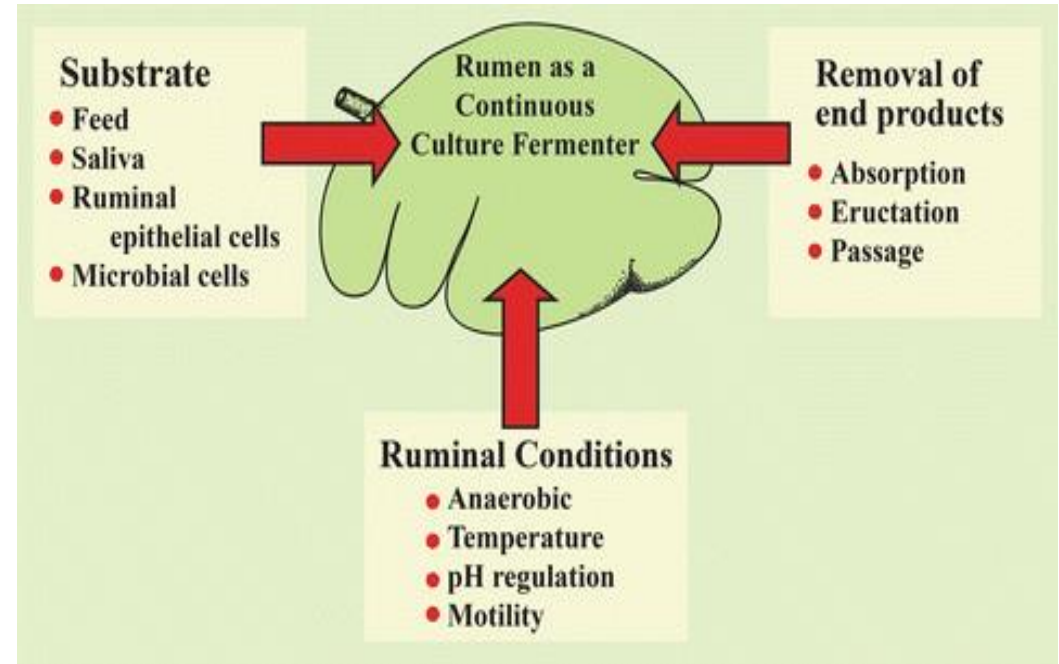 Substrate
• Feed
• Saliva
• Ruminal
epithelial cells
• Microbial cells
Rumen as a
Continuous
Culture Fermenter
Removal of
end products
• Absorption
• Eructation
• Passage
Ruminal Conditions
• Anaerobic
• Temperature
• pH regulation
• Motility